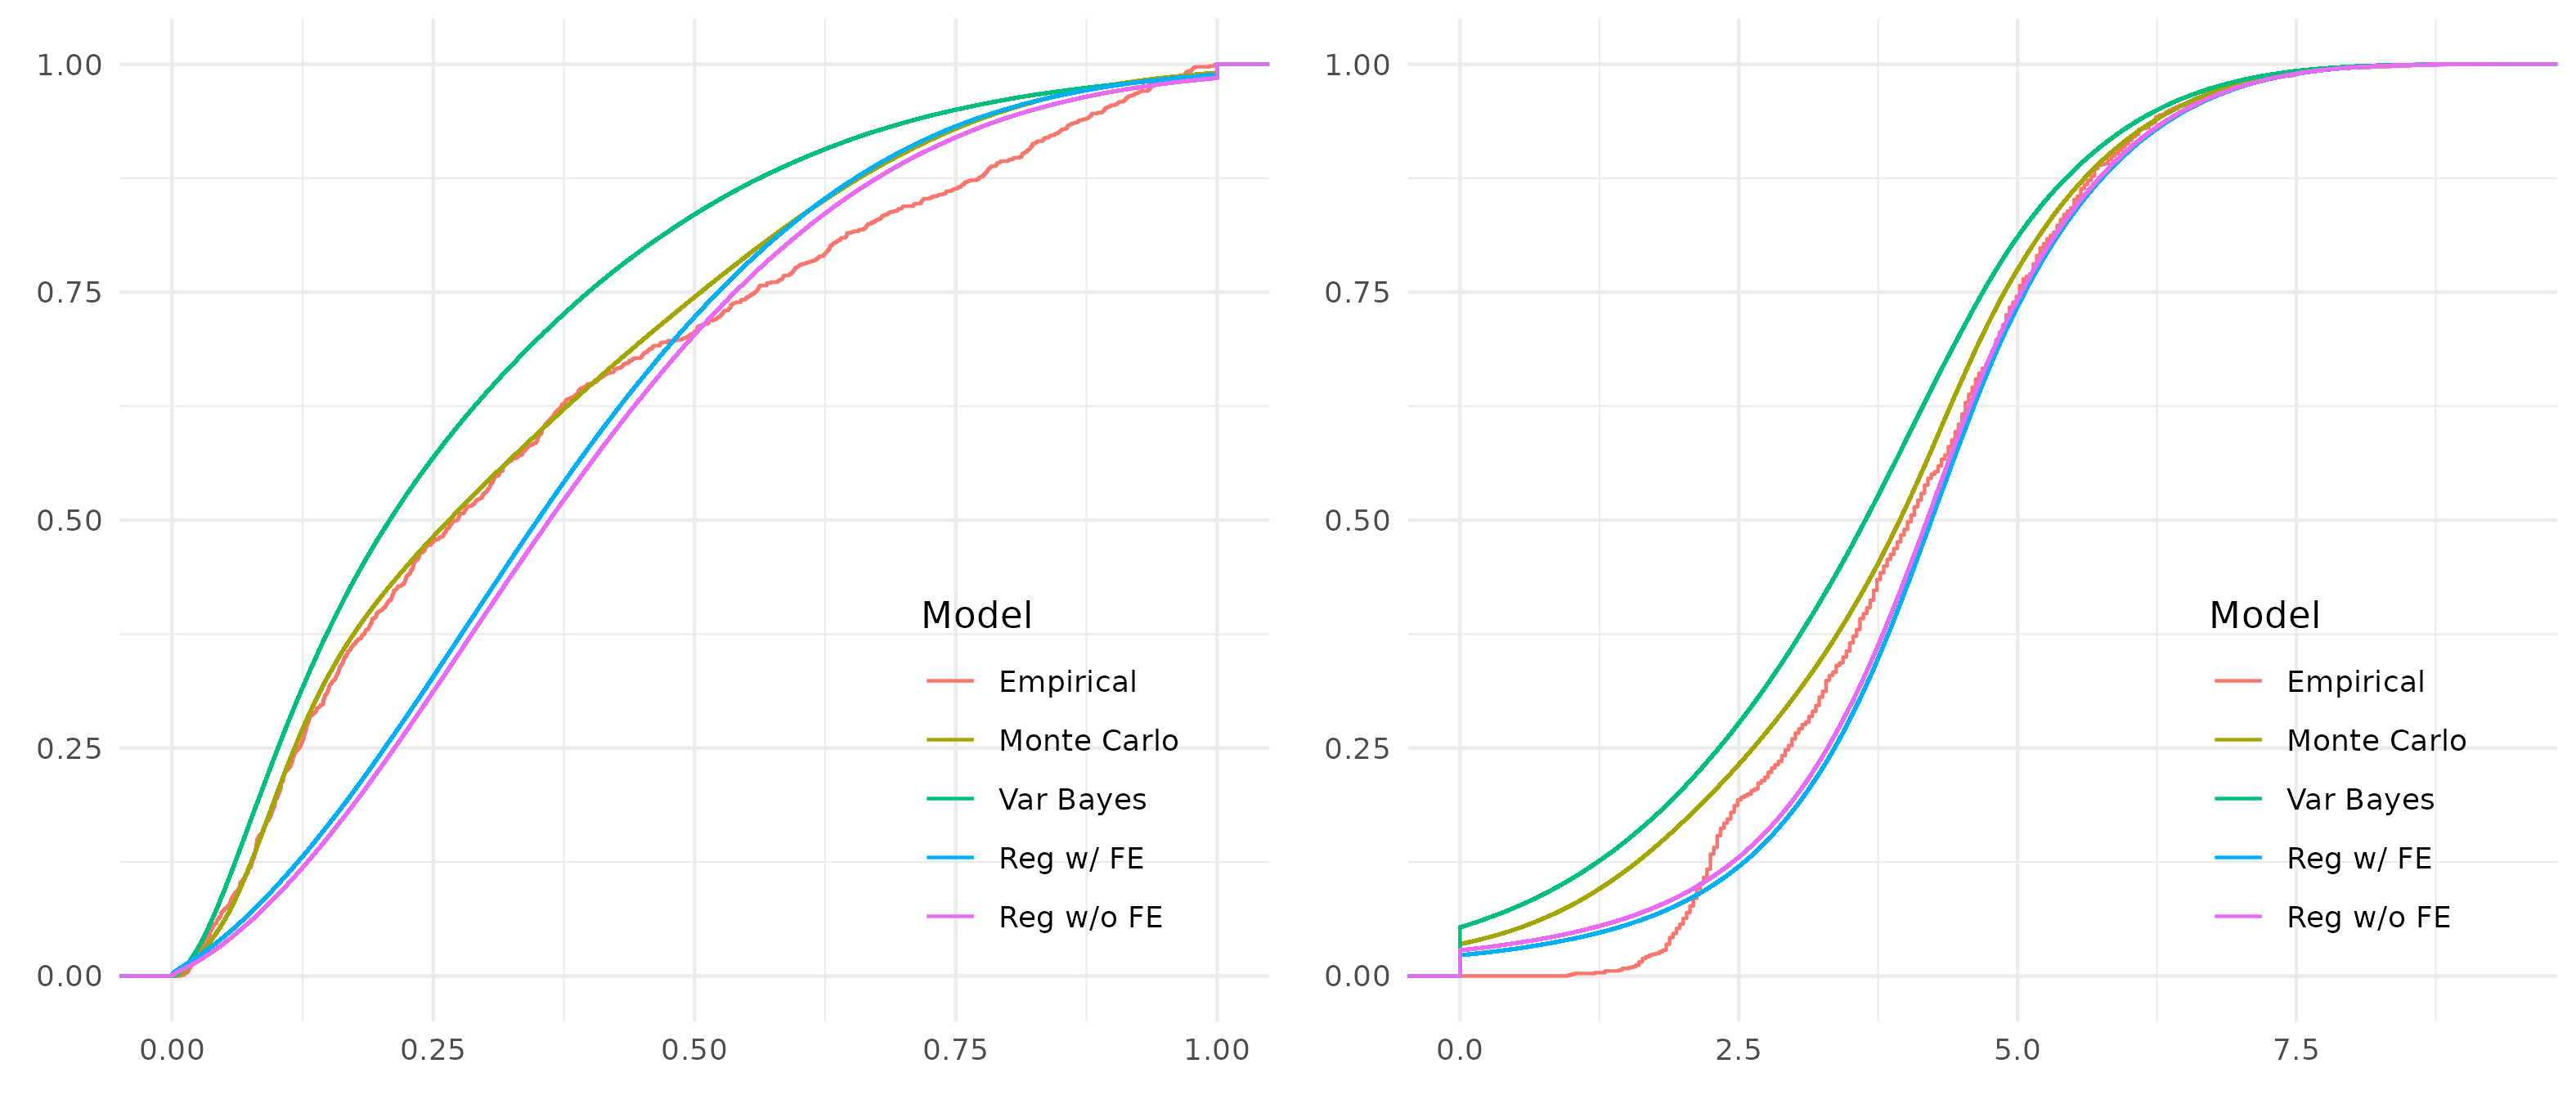 1.00
0.75
0.50
0.25
0.00
0.00 0.25 0.50 0.75 1.00
Model
Empirical
Monte Carlo
Var Bayes
Reg w/ FE
Reg w/o FE
1.00
0.75
0.50
0.25
0.00
0.0 2.5 5.0 7.5
Model
Empirical
Monte Carlo
Var Bayes
Reg w/ FE
Reg w/o FE